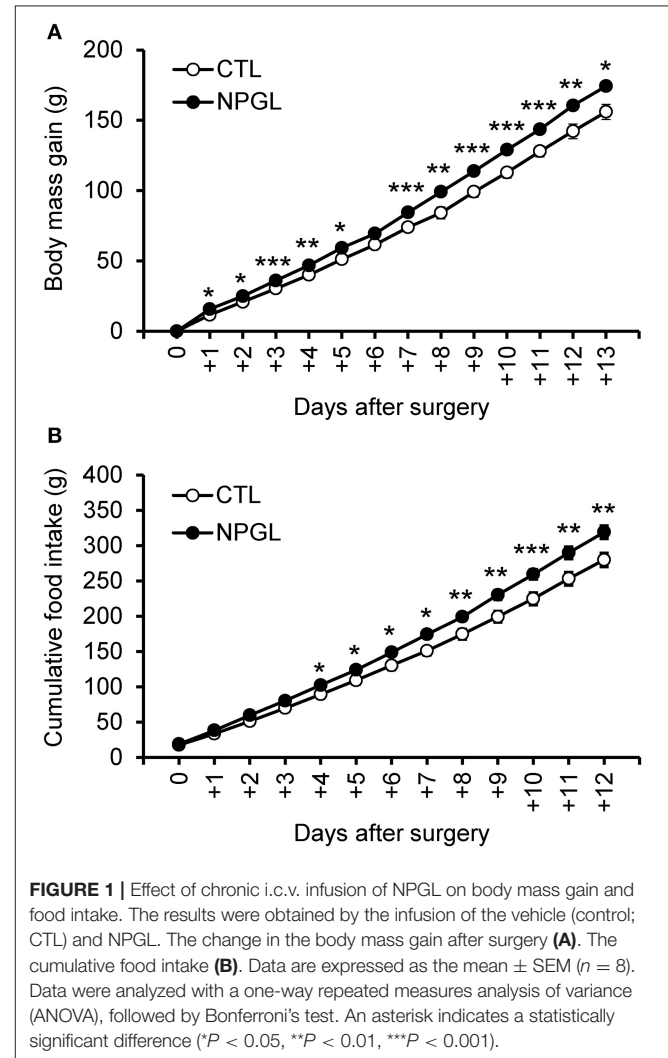 A
Body mass gain (g)
200
150
100
50
0
CTL
NPGL
* * *** ** * *** ** *** *** *** ** *
0 +1 +2 +3 +4 +5 +6 +7 +8 +9 +10 +11 +12 +13
Days after surgery
B
Cumulative food intake (g)
400
350
300
250
200
150
100
50
0
CTL
NPGL
* * * * ** ** *** ** **
0 +1 +2 +3 +4 +5 +6 +7 +8 +9 +10 +11 +12
Days after surgery
FIGURE 1 | Effect of chronic i.c.v. infusion of NPGL on body mass gain and
food intake. The results were obtained by the infusion of the vehicle (control;
CTL) and NPGL. The change in the body mass gain after surgery (A). The
cumulative food intake (B). Data are expressed as the mean ± SEM (n = 8).
Data were analyzed with a one-way repeated measures analysis of variance
(ANOVA), followed by Bonferroni's test. An asterisk indicates a statistically
significant difference (*P < 0.05, **P < 0.01, ***P < 0.001).